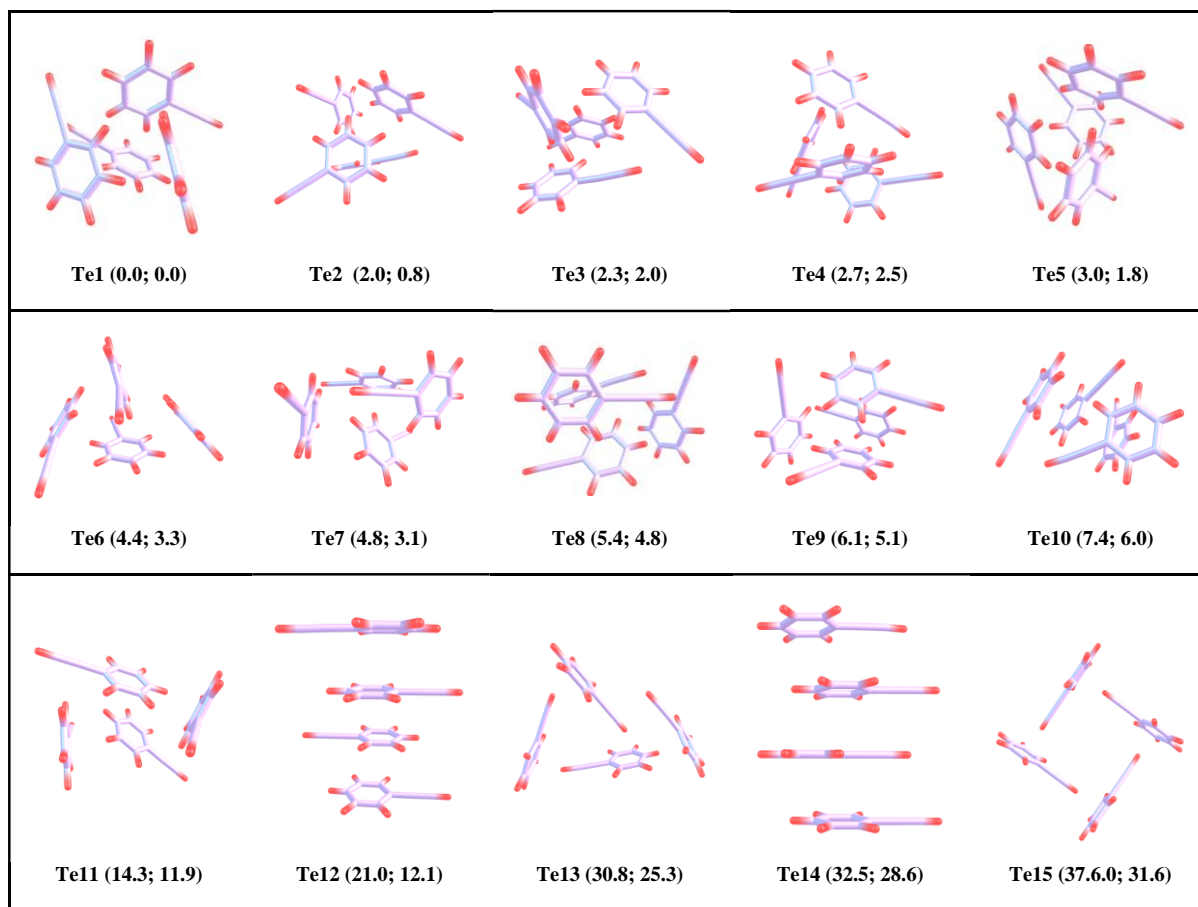 Te1 (0.0; 0.0)
Te2 (2.0; 0.8)
Te3 (2.3; 2.0)
Te4 (2.7; 2.5)
Te5 (3.0; 1.8)
Te6 (4.4; 3.3)
Te7 (4.8; 3.1)
Te8 (5.4; 4.8)
Te9 (6.1; 5.1)
Te10 (7.4; 6.0)
Te11 (14.3; 11.9)
Te12 (21.0; 12.1)
Te13 (30.8; 25.3)
Te14 (32.5; 28.6)
Te15 (37.6.0; 31.6)